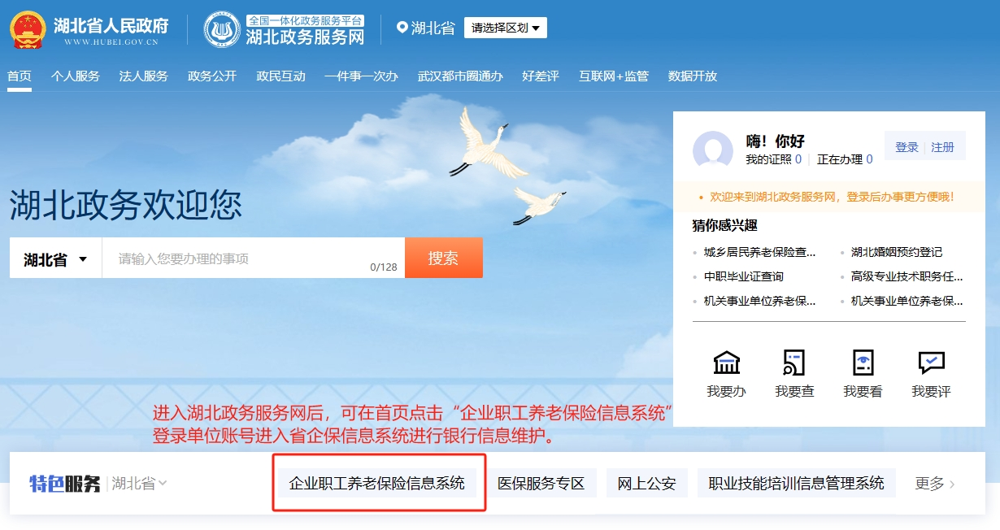 湖北省人民政府
WWW.HUBEI.GOV.CN
全国一体化政务服务平台
湖北政务服务网
湖北省
请选择区划
首页 个人服务 法人服务 政务公开 政民互动 一件事一次办 武汉都市圈通办 好差评 互联网+监管 数据开放
嗨！你好
我的证照 0 正在办理 0
登录 注册
欢迎来到湖北政务服务网，登录后办事更方便哦！
猜你感兴趣
城乡居民养老保险查... 湖北婚姻预约登记
中职毕业证查询 高级专业技术职务任...
机关事业单位养老保... 机关事业单位养老保...
我要办 我要查 我要看 我要评
湖北政务欢迎您
湖北省 请输入您要办理的事项 0/128 搜索
进入湖北政务服务网后，可在首页点击“企业职工养老保险信息系统”
登录单位账号进入省企保信息系统进行银行信息维护。
特色服务 湖北省 企业职工养老保险信息系统 医保服务专区 网上公安 职业技能培训信息管理系统 更多